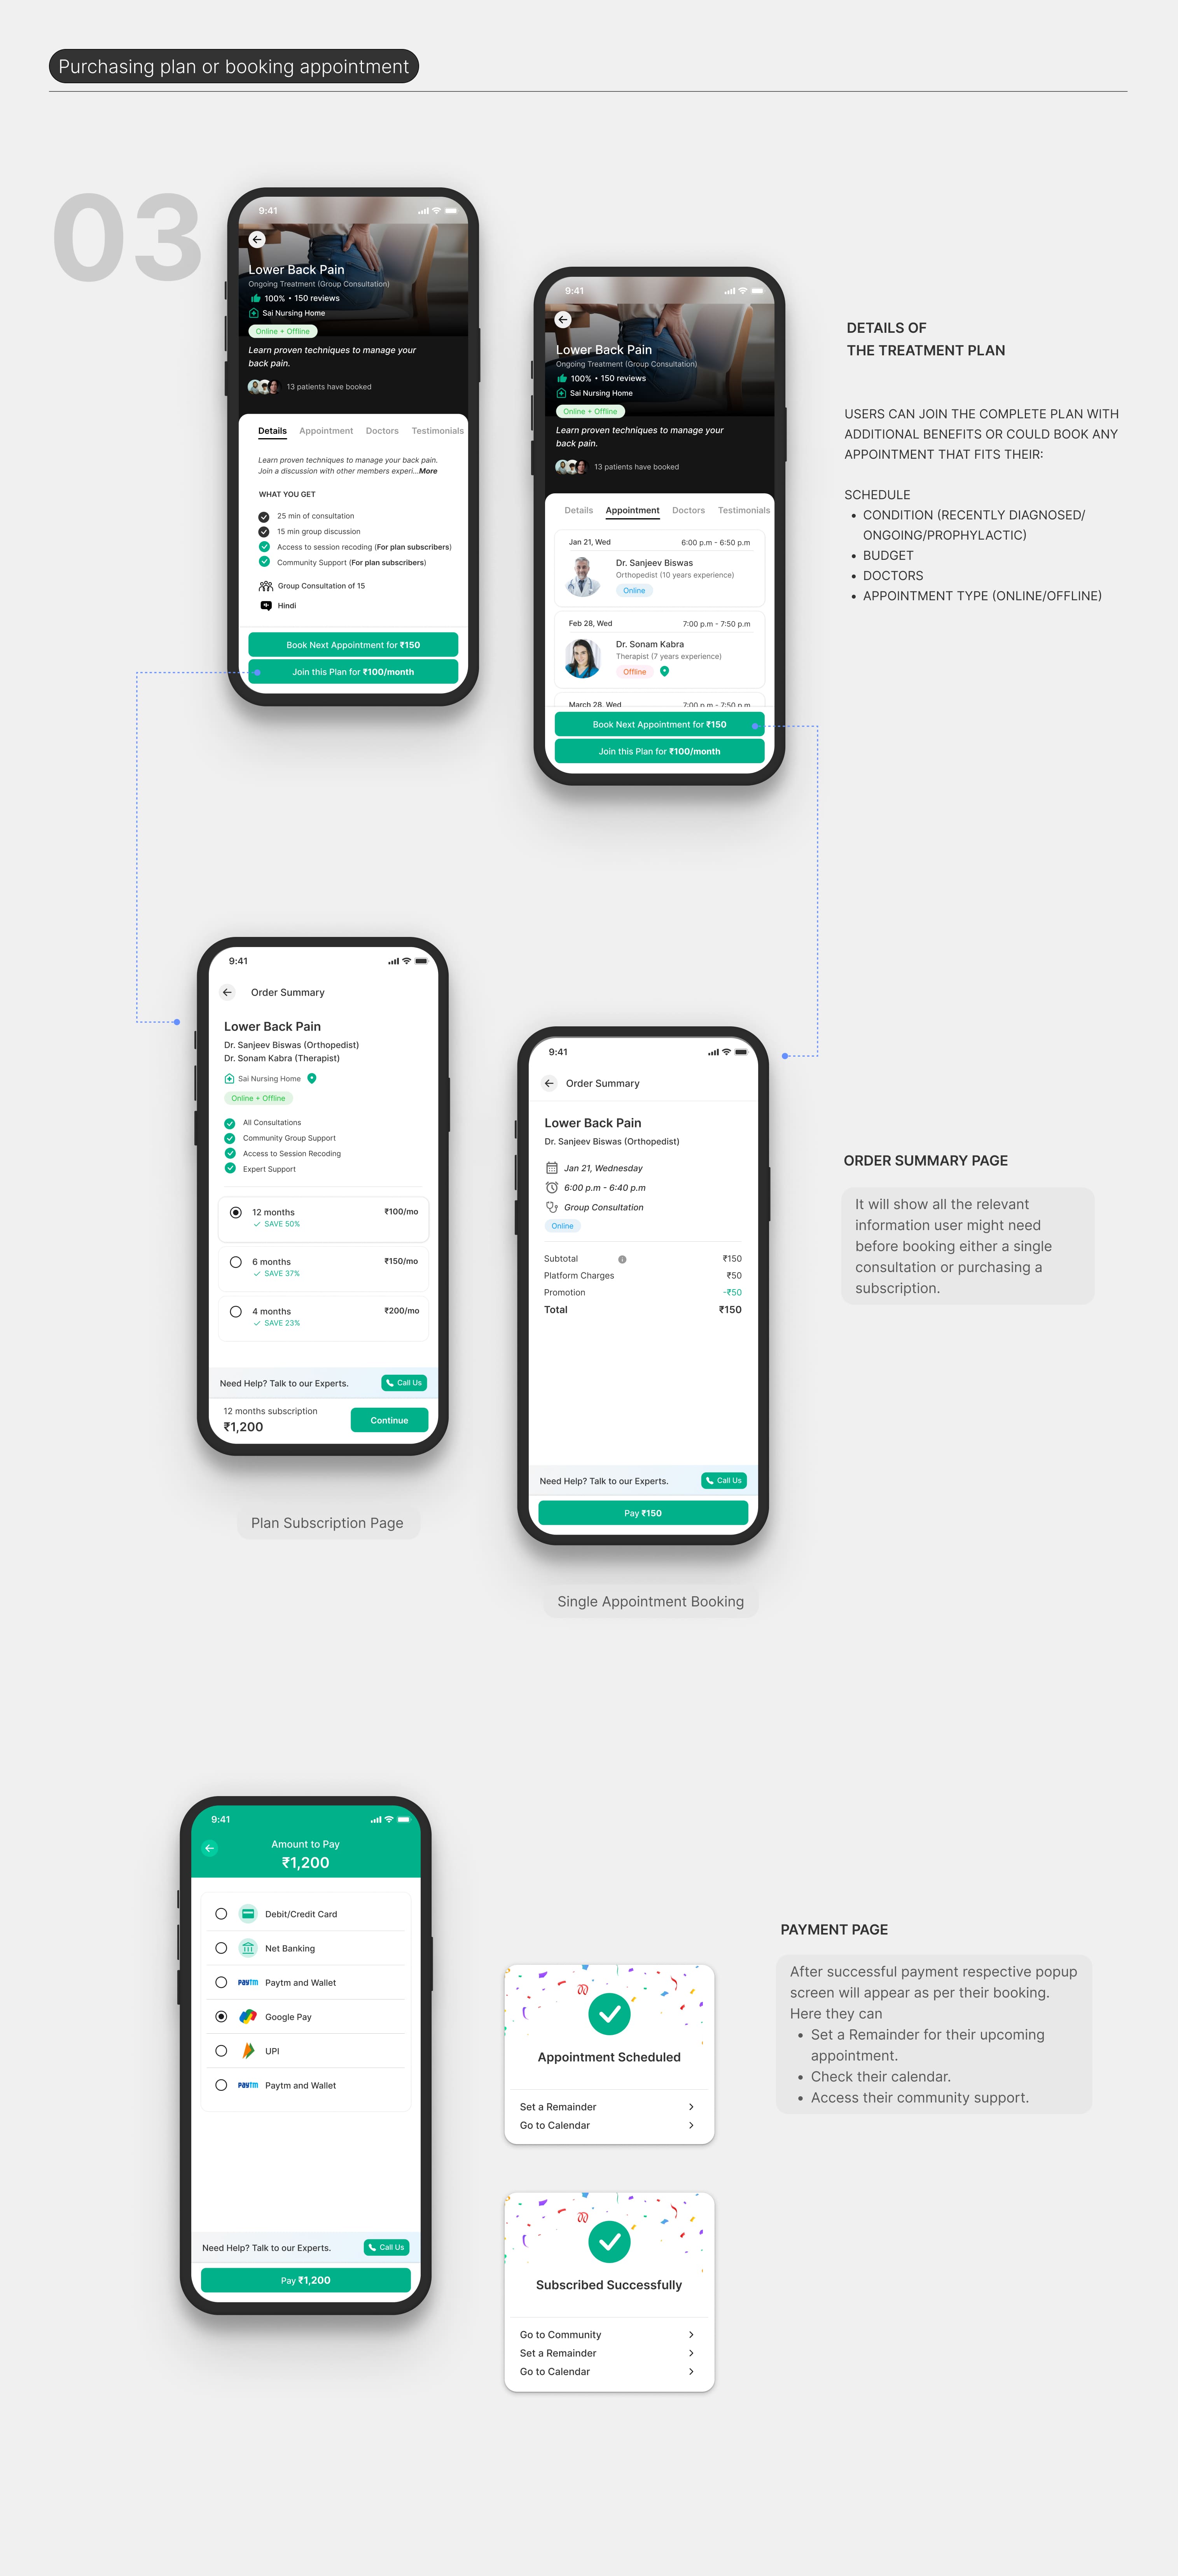 Purchasing plan or booking appointment
03
9:41
Lower Back Pain
Ongoing Treatment (Group Consultation)
100% • 150 reviews
Sai Nursing Home
Online + Offline
Learn proven techniques to manage your
back pain.
13 patients have booked
Details Appointment Doctors Testimonials
Learn proven techniques to manage your back pain.
Join a discussion with other members experi...More
WHAT YOU GET
25 min of consultation
15 min group discussion
Access to session recoding (For plan subscribers)
Community Support (For plan subscribers)
Group Consultation of 15
Hindi
Book Next Appointment for ₹150
Join this Plan for ₹100/month
9:41
Lower Back Pain
Ongoing Treatment (Group Consultation)
100% • 150 reviews
Sai Nursing Home
Online + Offline
Learn proven techniques to manage your
back pain.
13 patients have booked
Details Appointment Doctors Testimonials
Jan 21, Wed 6:00 p.m - 6:50 p.m
Dr. Sanjeev Biswas
Orthopedist (10 years experience)
Online
Feb 28, Wed 7:00 p.m - 7:50 p.m
Dr. Sonam Kabra
Therapist (7 years experience)
Offline
March 28, Wed 7:00 p.m - 7:50 p.m
Book Next Appointment for ₹150
Join this Plan for ₹100/month
DETAILS OF
THE TREATMENT PLAN
USERS CAN JOIN THE COMPLETE PLAN WITH
ADDITIONAL BENEFITS OR COULD BOOK ANY
APPOINTMENT THAT FITS THEIR:
SCHEDULE
• CONDITION (RECENTLY DIAGNOSED/
ONGOING/PROPHYLACTIC)
• BUDGET
• DOCTORS
• APPOINTMENT TYPE (ONLINE/OFFLINE)
9:41
Order Summary
Lower Back Pain
Dr. Sanjeev Biswas (Orthopedist)
Dr. Sonam Kabra (Therapist)
Sai Nursing Home
Online + Offline
All Consultations
Community Group Support
Access to Session Recoding
Expert Support
12 months ₹100/mo
SAVE 50%
6 months ₹150/mo
SAVE 37%
4 months ₹200/mo
SAVE 23%
Need Help? Talk to our Experts. Call Us
12 months subscription
₹1,200
Continue
Plan Subscription Page
9:41
Order Summary
Lower Back Pain
Dr. Sanjeev Biswas (Orthopedist)
Jan 21, Wednesday
6:00 p.m - 6:40 p.m
Group Consultation
Online
Subtotal ₹150
Platform Charges ₹50
Promotion -₹50
Total ₹150
Need Help? Talk to our Experts. Call Us
Pay ₹150
Single Appointment Booking
ORDER SUMMARY PAGE
It will show all the relevant
information user might need
before booking either a single
consultation or purchasing a
subscription.
9:41
Amount to Pay
₹1,200
Debit/Credit Card
Net Banking
paytm Paytm and Wallet
Google Pay
UPI
paytm Paytm and Wallet
Need Help? Talk to our Experts. Call Us
Pay ₹1,200
Appointment Scheduled
Set a Remainder
Go to Calendar
Subscribed Successfully
Go to Community
Set a Remainder
Go to Calendar
PAYMENT PAGE
After successful payment respective popup
screen will appear as per their booking.
Here they can
• Set a Remainder for their upcoming
appointment.
• Check their calendar.
• Access their community support.